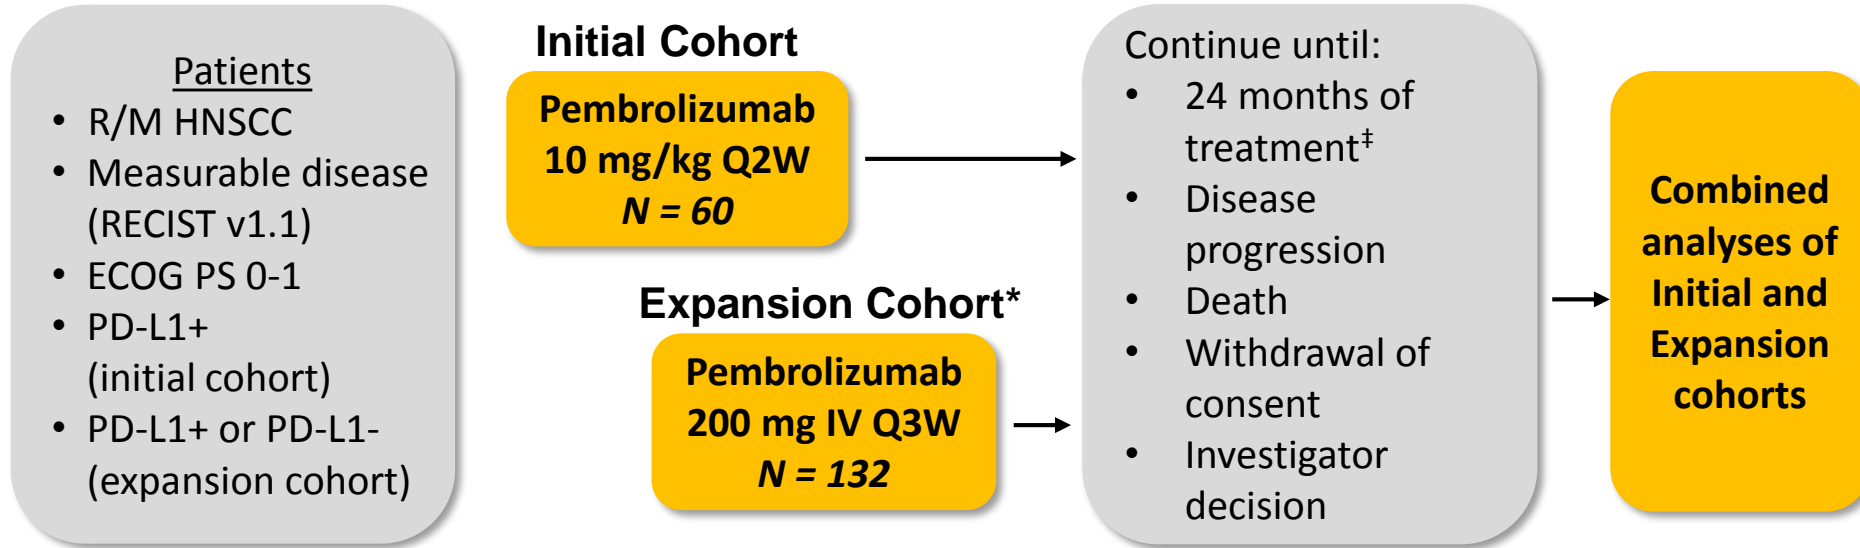 Patients
• R/M HNSCC
• Measurable disease
(RECIST v1.1)
• ECOG PS 0-1
• PD-L1+
(initial cohort)
• PD-L1+ or PD-L1-
(expansion cohort)
Initial Cohort
Pembrolizumab
10 mg/kg Q2W
N = 60
Expansion Cohort*
Pembrolizumab
200 mg IV Q3W
N = 132
Continue until:
• 24 months of
treatment‡
• Disease
progression
• Death
• Withdrawal of
consent
• Investigator
decision
Combined
analyses of
Initial and
Expansion
cohorts